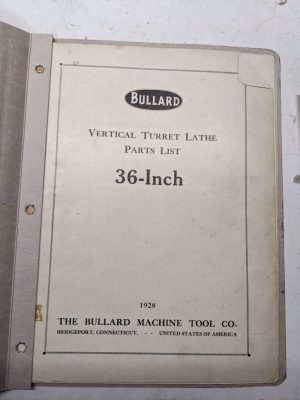 BULLARD
VERTICAL TURRET LATHE
PARTS LIST
36-Inch
1928
THE BULLARD MACHINE TOOL CO.
BRIDGEPORT, CONNECTICUT, - - UNITED STATES OF AMERICA